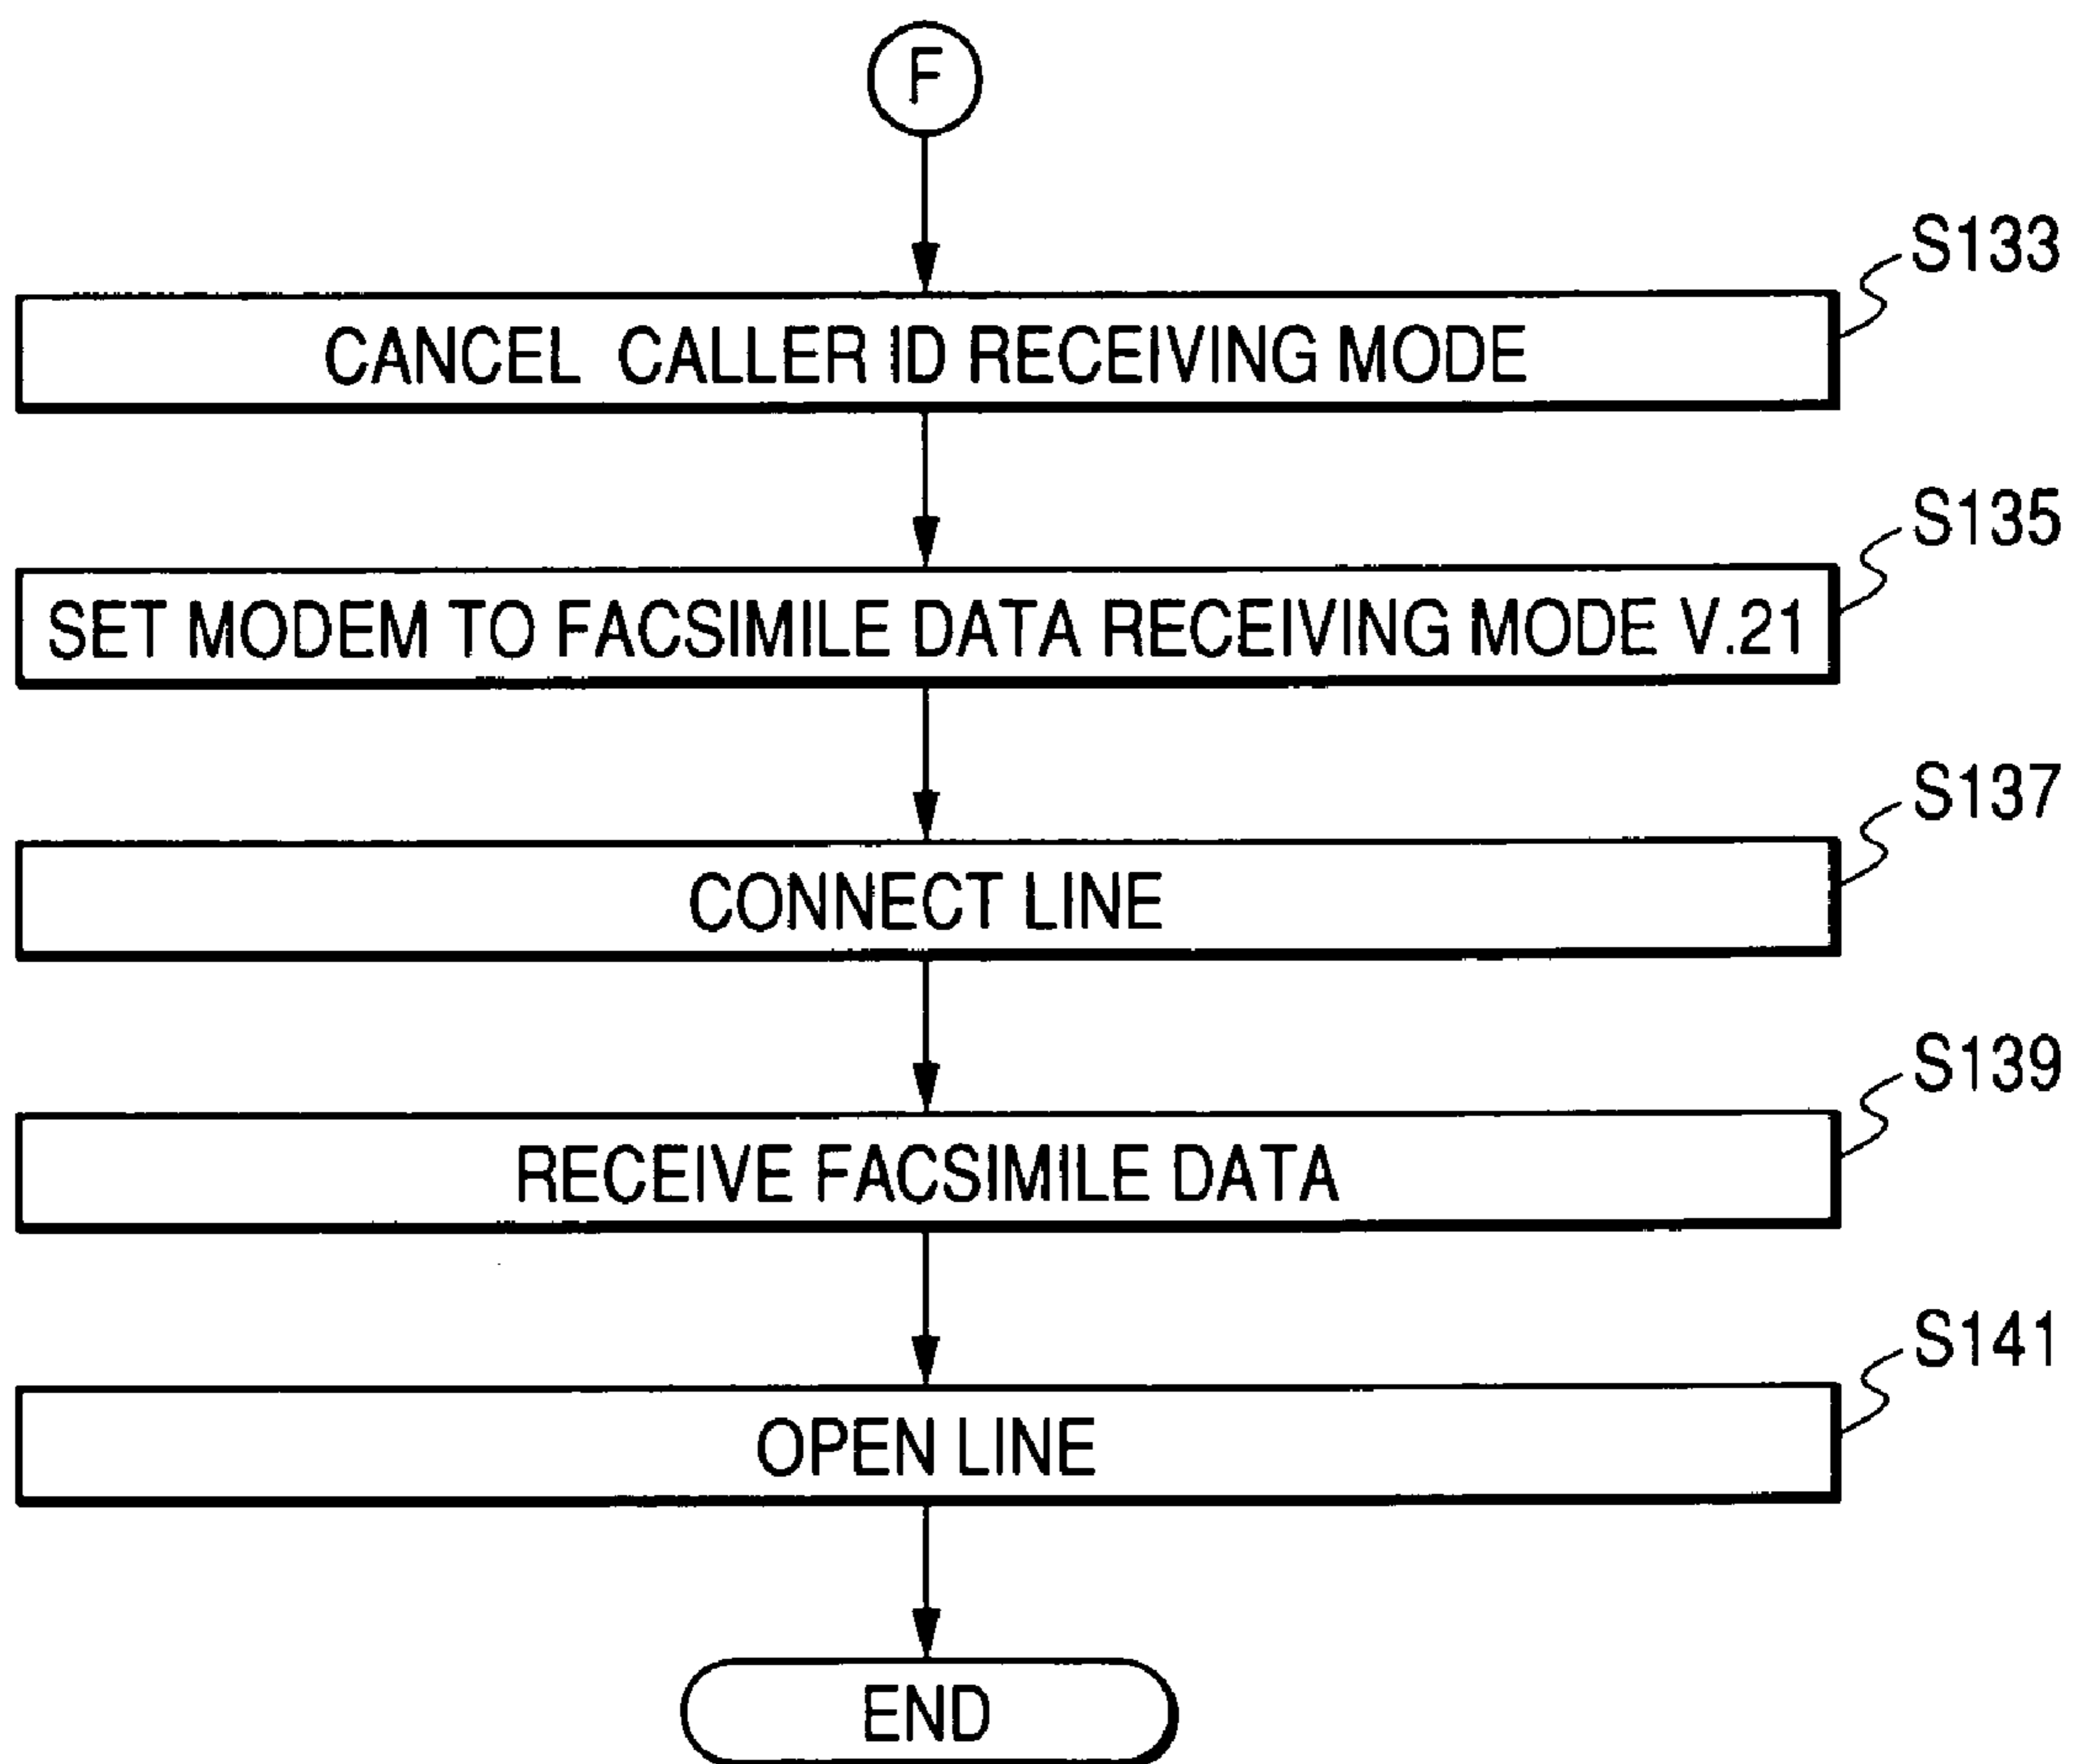 F
S133
CANCEL CALLER ID RECEIVING MODE
S135
SET MODEM TO FACSIMILE DATA RECEIVING MODE V.21
S137
CONNECT LINE
S139
RECEIVE FACSIMILE DATA
S141
OPEN LINE
END